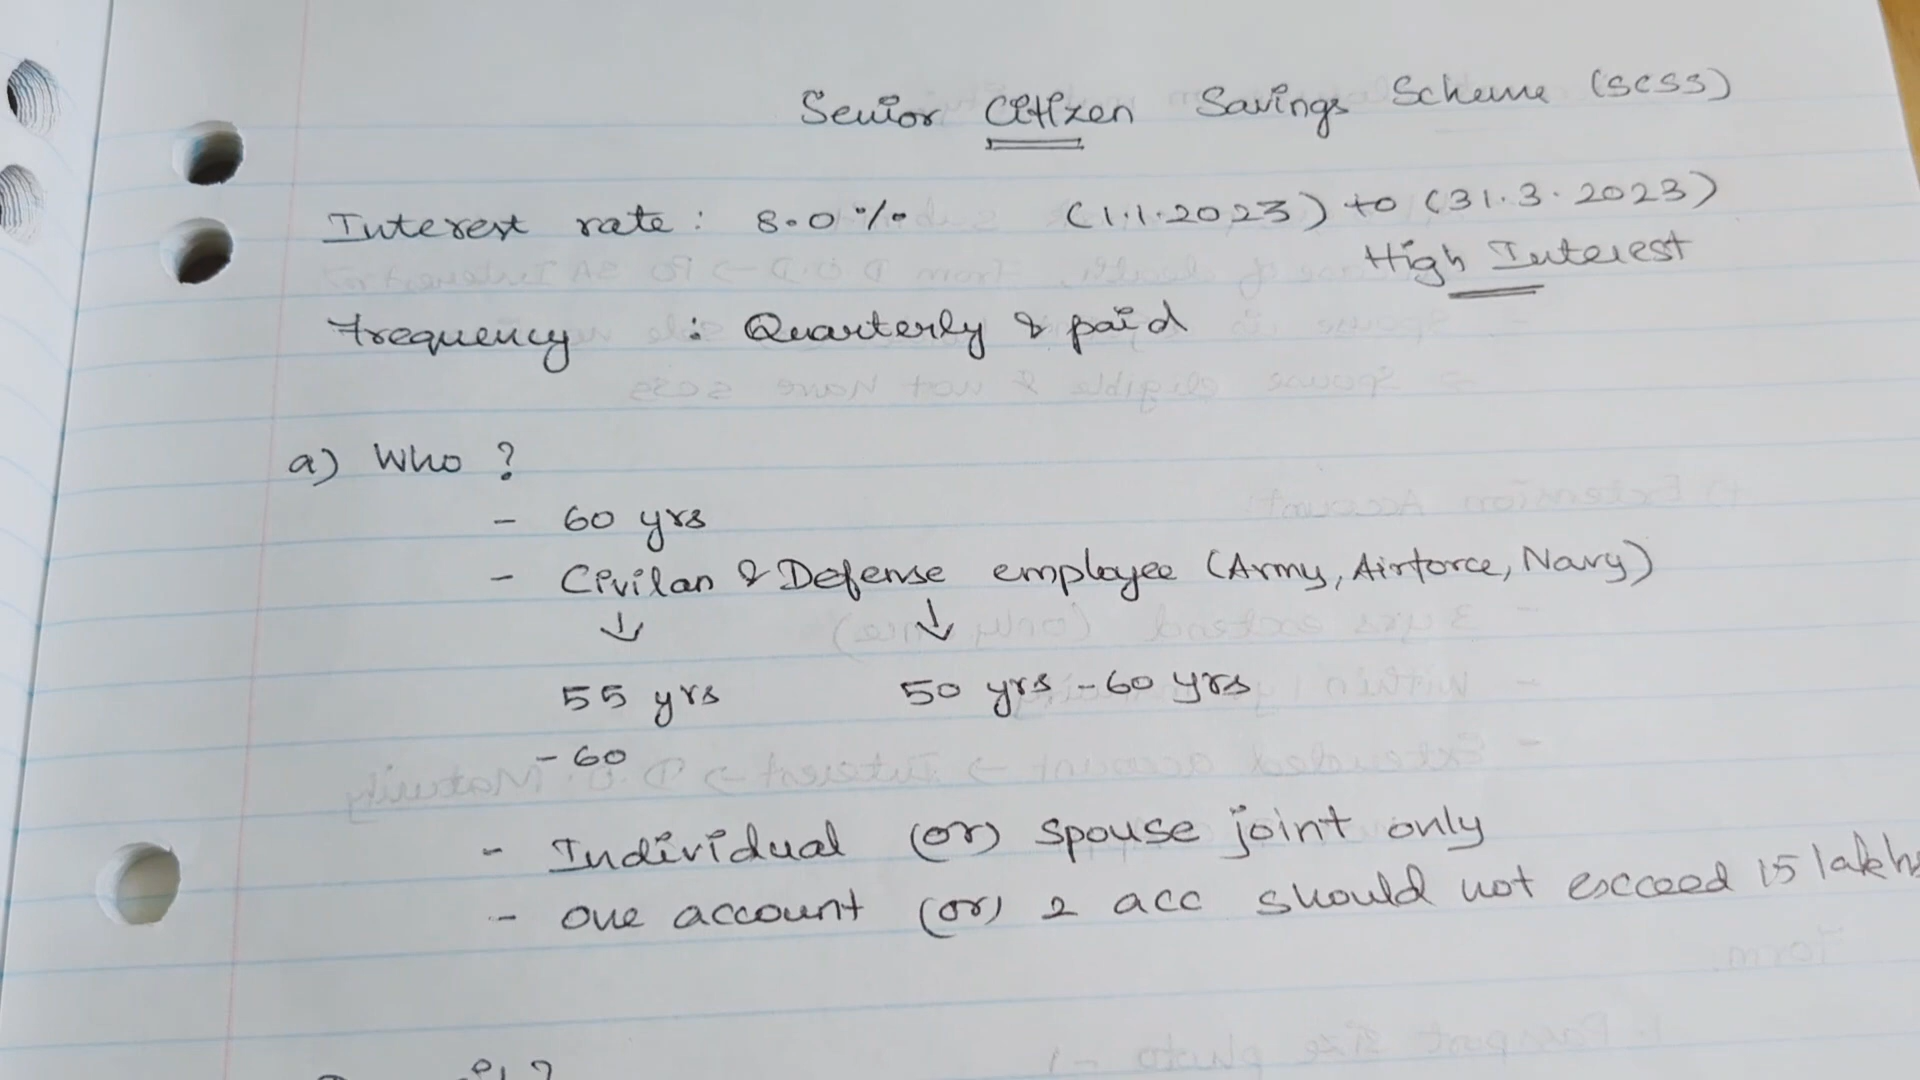 Senior Citizen Savings Scheme (SCSS)
Interest rate : 8.0% (1.1.2023) to (31.3.2023)
High Interest
Frequency : Quarterly & paid
a) Who ?
- 60 yrs
- Civilan & Defense employee (Army, Airforce, Navy)
↓ ↓
55 yrs 50 yrs - 60 yrs
- 60
- Individual (or) spouse joint only
- one account (or) 2 acc should not exceed 15 lakhs